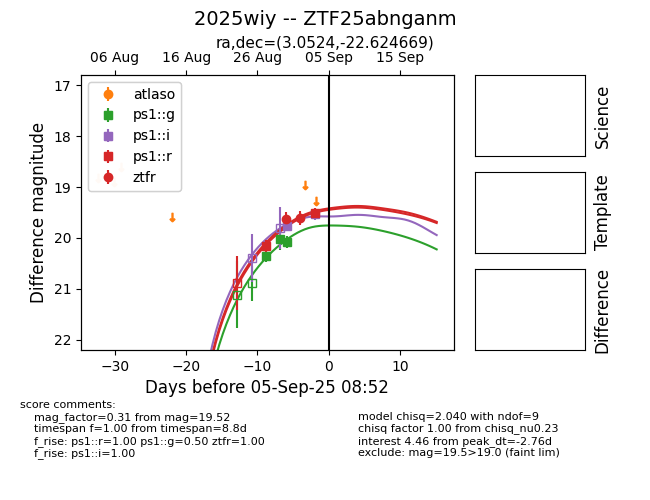 2025wiy -- ZTF25abnganm
ra,dec=(3.0524,-22.624669)
06 Aug 16 Aug 26 Aug 05 Sep 15 Sep
17
18
19
20
21
22
Difference magnitude
atlaso
ps1::g
ps1::i
ps1::r
ztfr
−30 −20 −10 0 10
Days before 05-Sep-25 08:52
Science
Template
Difference
score comments:
mag_factor=0.31 from mag=19.52
timespan f=1.00 from timespan=8.8d
f_rise: ps1::r=1.00 ps1::g=0.50 ztfr=1.00
f_rise: ps1::i=1.00
model chisq=2.040 with ndof=9
chisq factor 1.00 from chisq_nu0.23
interest 4.46 from peak_dt=-2.76d
exclude: mag=19.5>19.0 (faint lim)